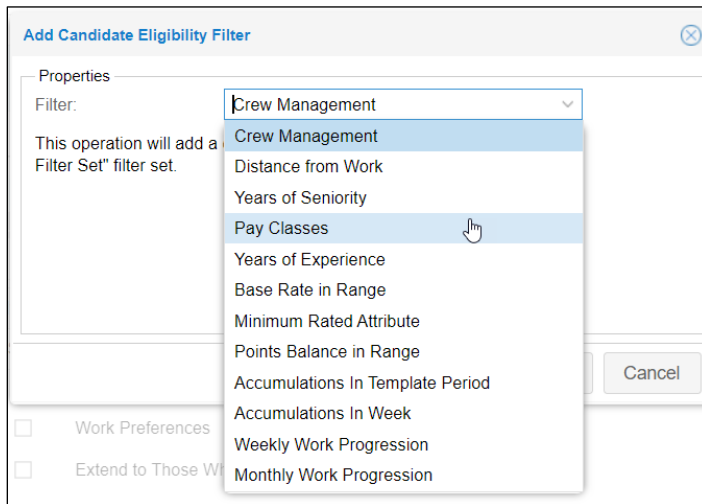 Add Candidate Eligibility Filter
Properties
Filter:
Crew Management
This operation will add a
Filter Set" filter set.
Crew Management
Distance from Work
Years of Seniority
Pay Classes
Years of Experience
Base Rate in Range
Minimum Rated Attribute
Points Balance in Range
Accumulations In Template Period
Accumulations In Week
Weekly Work Progression
Monthly Work Progression
Cancel
Work Preferences
Extend to Those